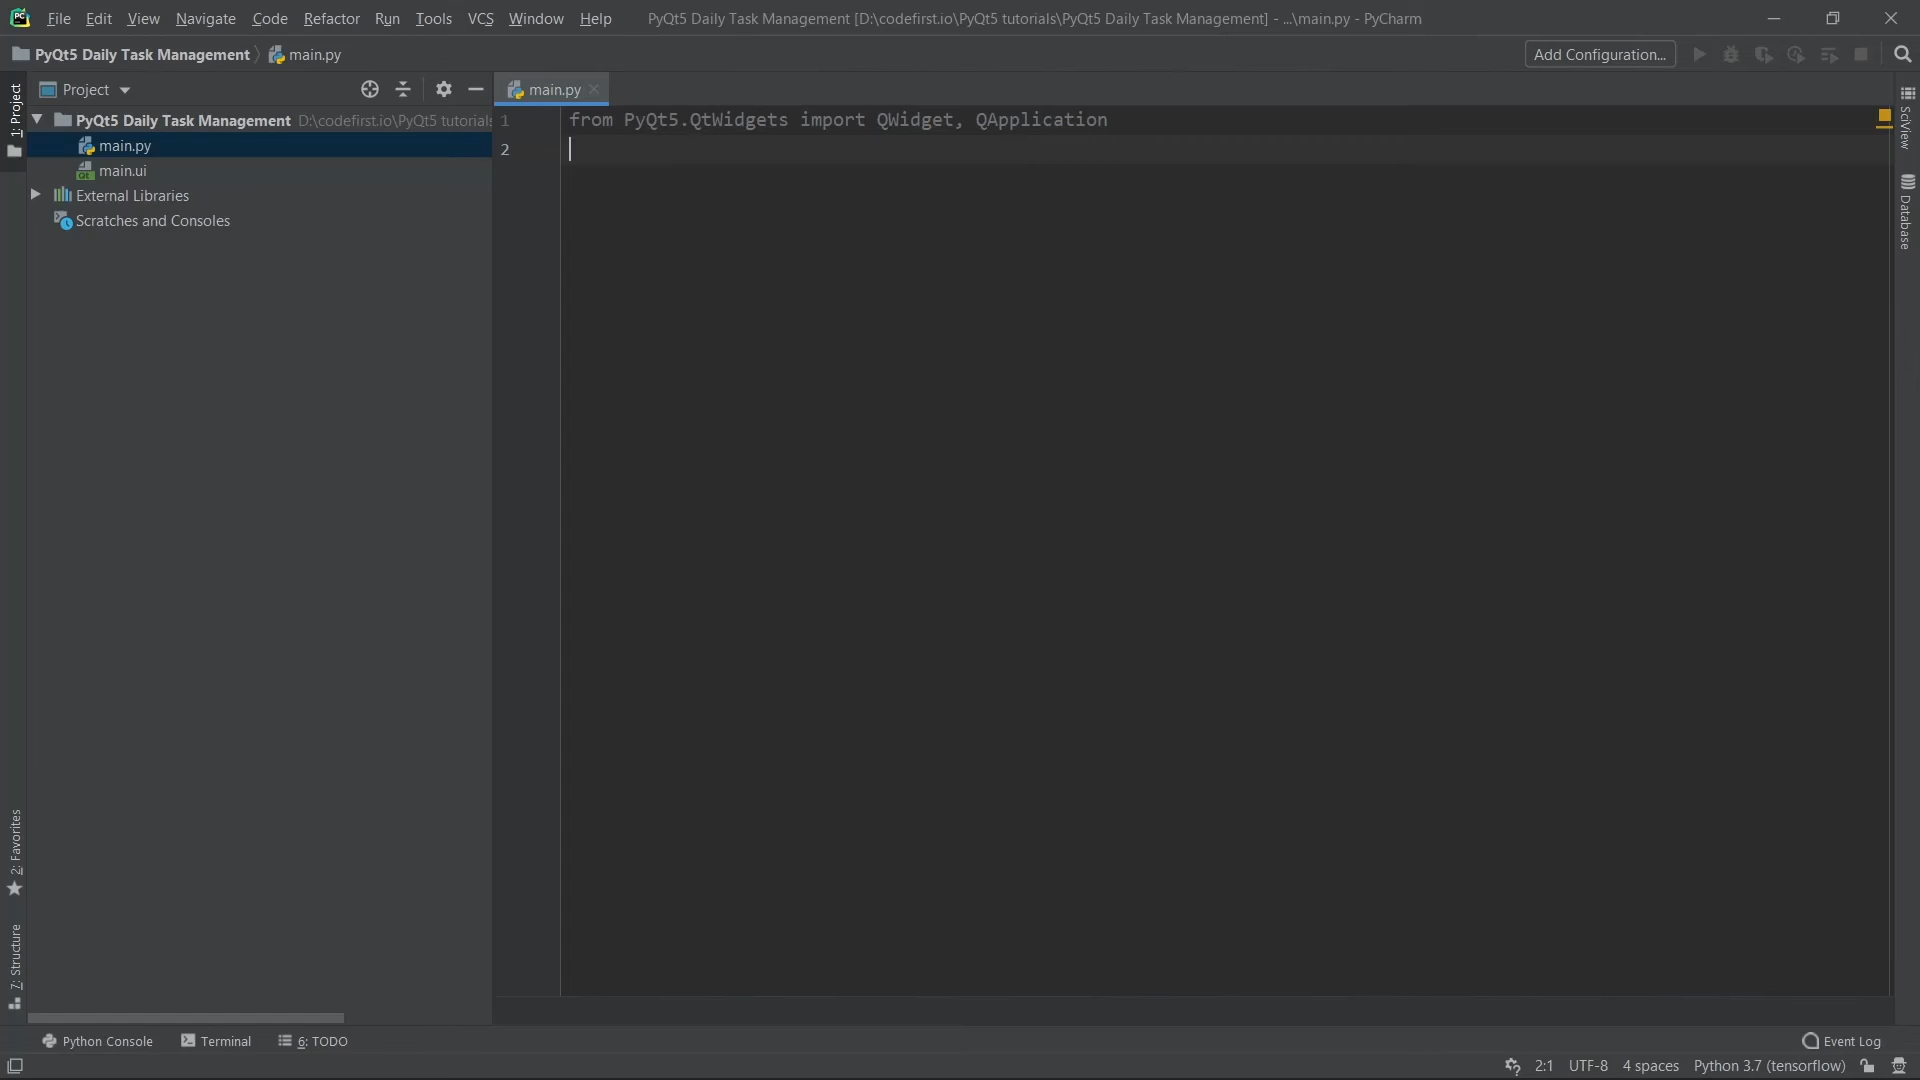 PC File Edit View Navigate Code Refactor Run Tools VCS Window Help PyQt5 Daily Task Management [D:\codefirst.io\PyQt5 tutorials\PyQt5 Daily Task Management] - ...\main.py - PyCharm
PyQt5 Daily Task Management main.py Add Configuration...
Project main.py
PyQt5 Daily Task Management D:\codefirst.io\PyQt5 tutorials
main.py
main.ui
External Libraries
Scratches and Consoles
1 from PyQt5.QtWidgets import QWidget, QApplication
2
1: Project
2: Favorites
7: Structure
SciView
Database
Python Console Terminal 6: TODO Event Log
2:1 UTF-8 4 spaces Python 3.7 (tensorflow)